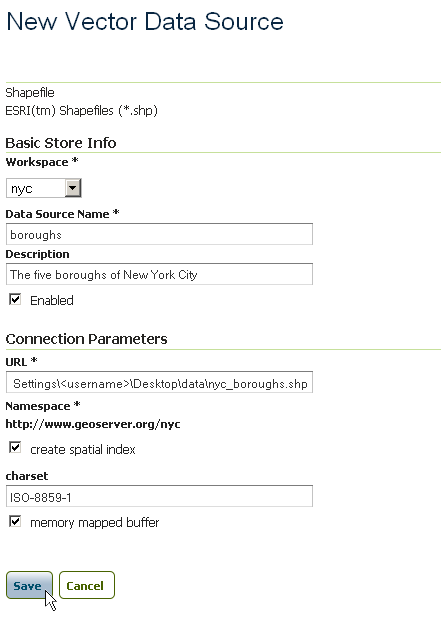 New Vector Data Source
Shapefile
ESRI(tm) Shapefiles (*.shp)
Basic Store Info
Workspace *
nyc
Data Source Name *
boroughs
Description
The five boroughs of New York City
Enabled
Connection Parameters
URL *
Settings\<username>\Desktop\data\nyc_boroughs.shp
Namespace *
http://www.geoserver.org/nyc
create spatial index
charset
ISO-8859-1
memory mapped buffer
Save Cancel